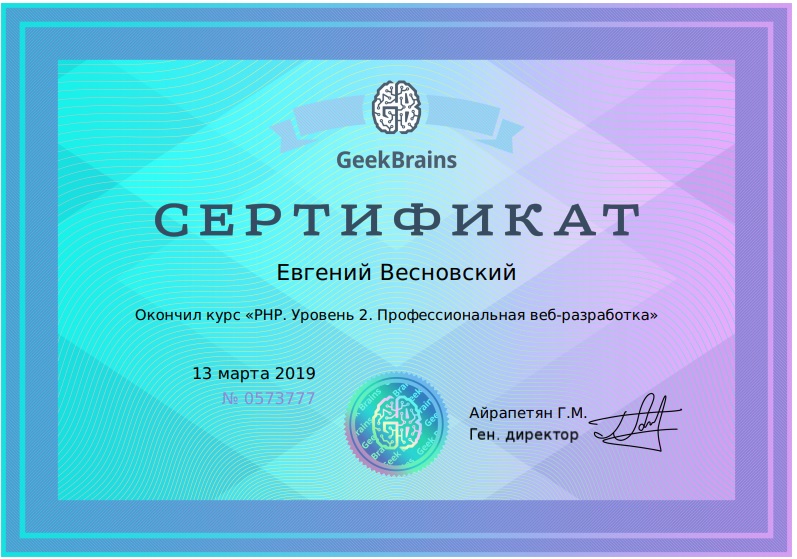 GeekBrains
СЕРТИФИКАТ
Евгений Весновский
Окончил курс «PHP. Уровень 2. Профессиональная веб-разработка»
13 марта 2019
№ 0573777
Айрапетян Г.М.
Ген. директор